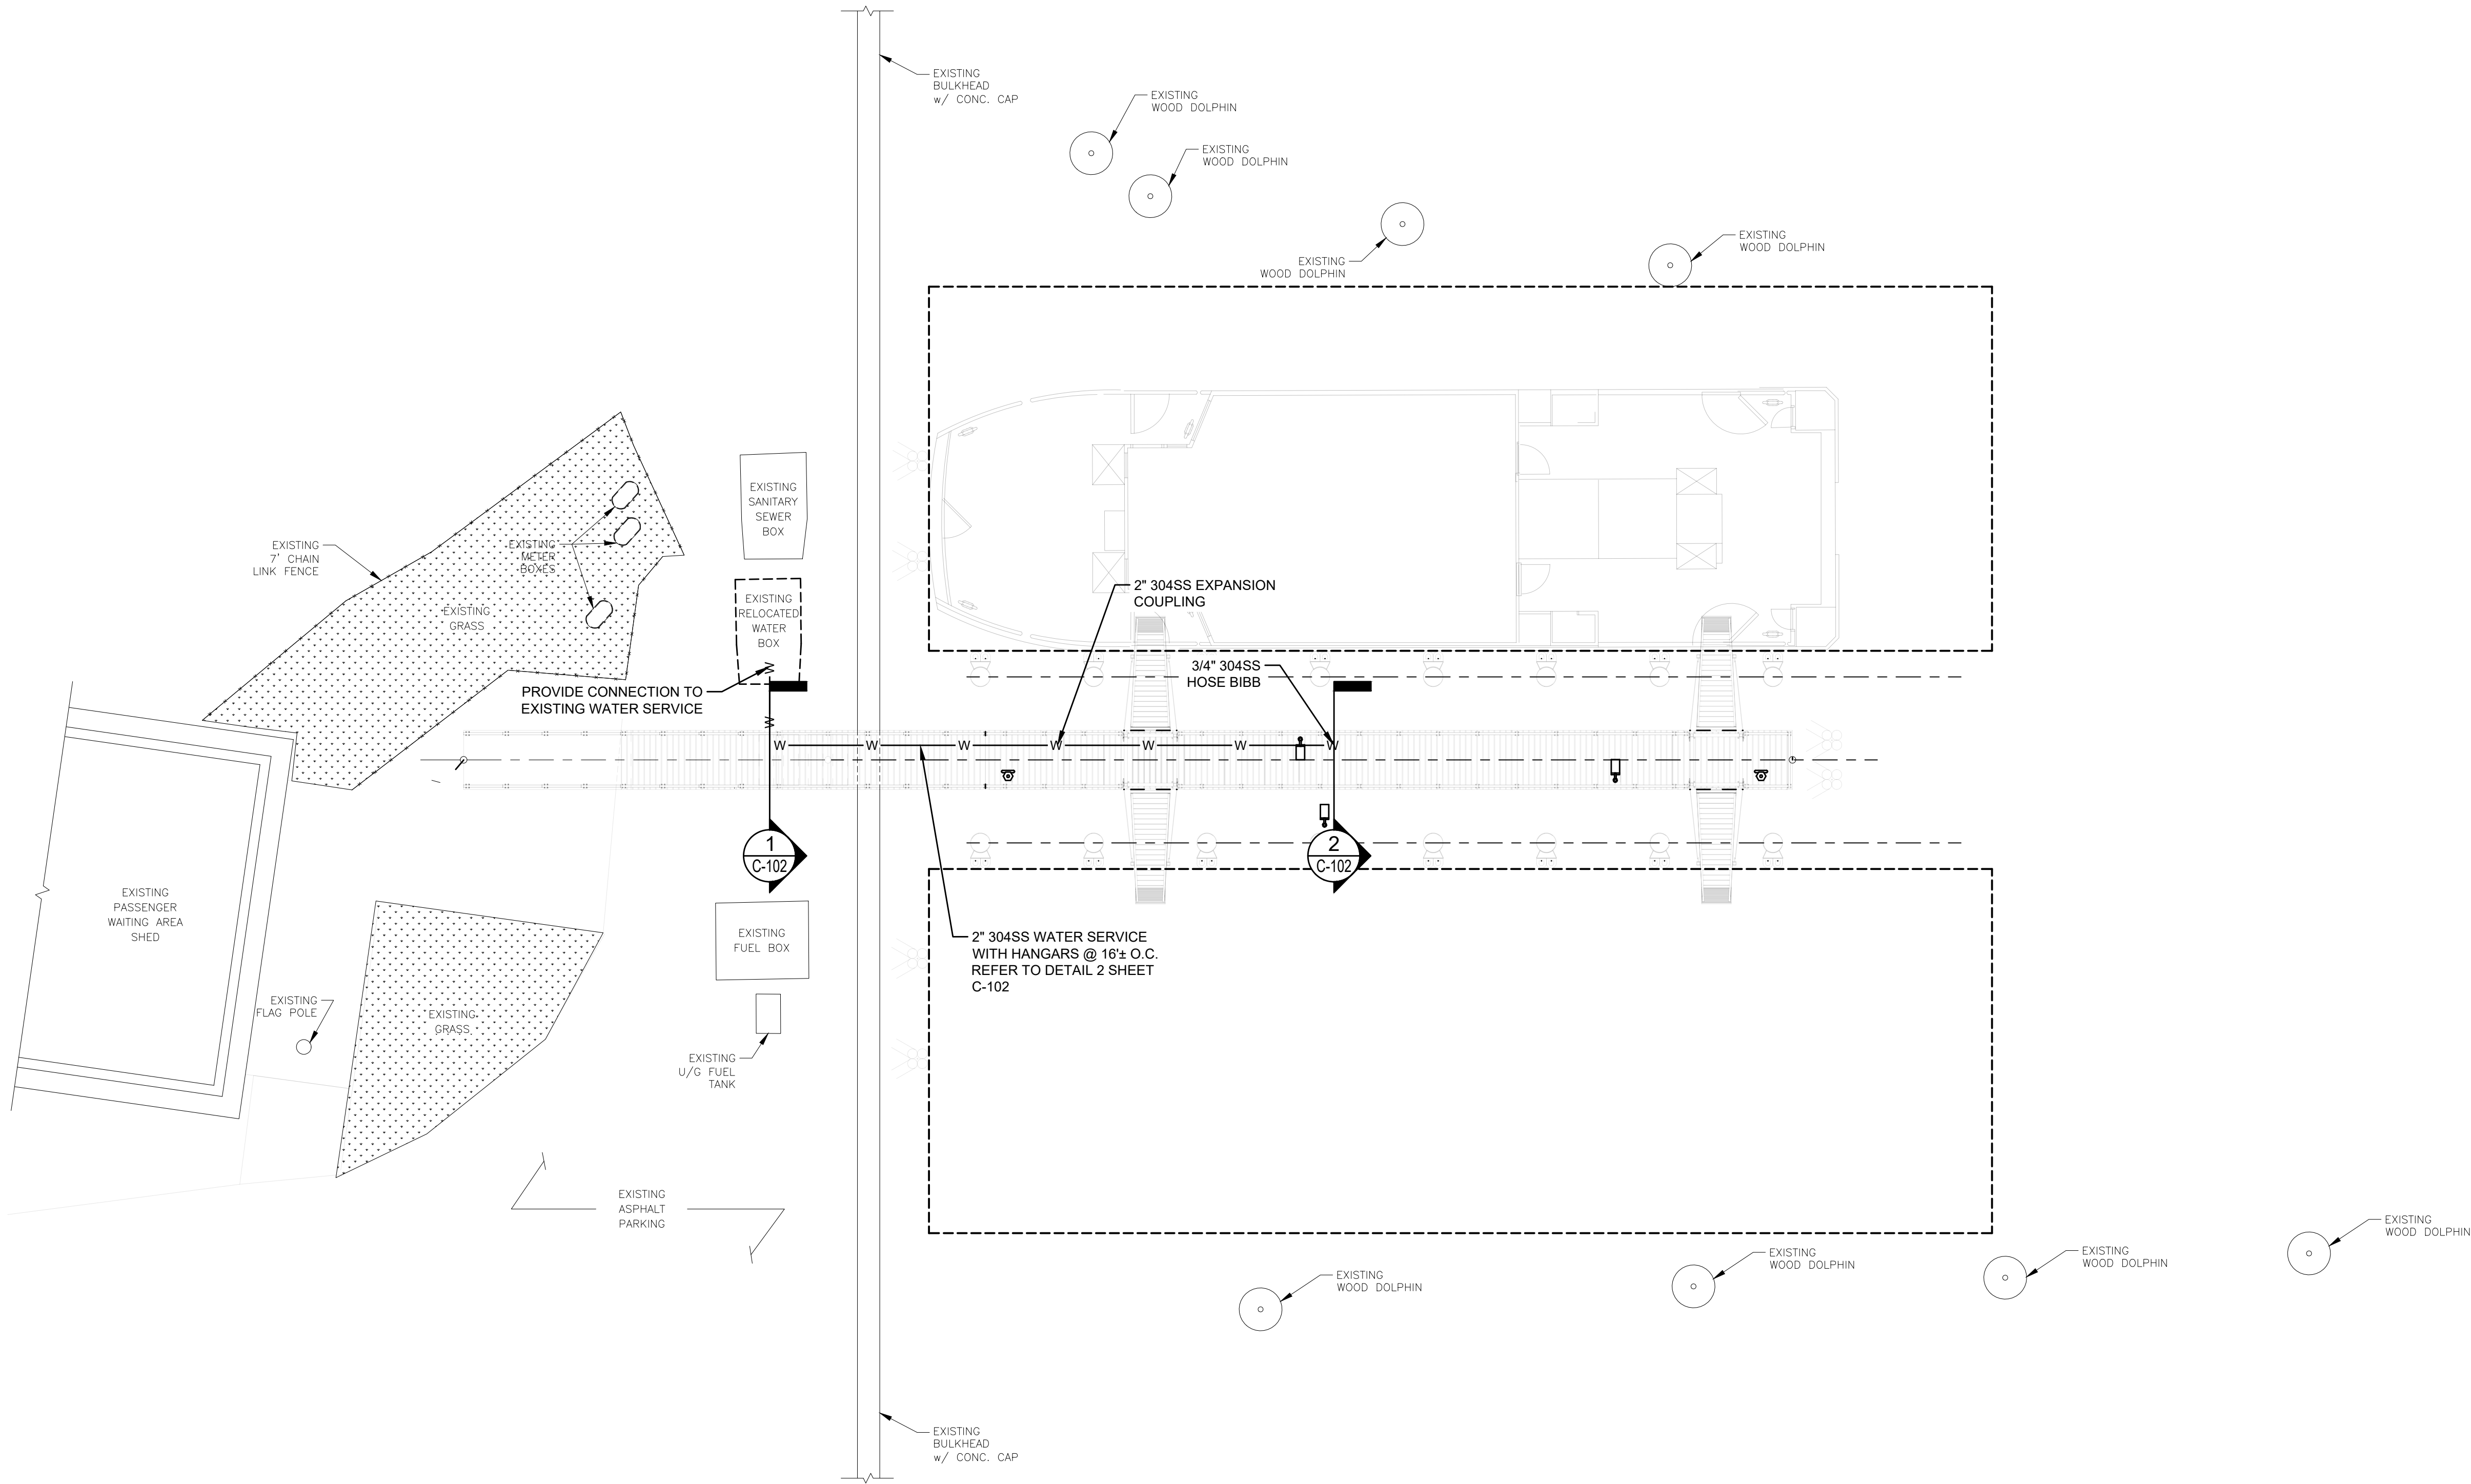 EXISTING
BULKHEAD
w/ CONC. CAP
EXISTING
WOOD DOLPHIN
EXISTING
WOOD DOLPHIN
EXISTING
WOOD DOLPHIN
EXISTING
WOOD DOLPHIN
EXISTING
SANITARY
SEWER
BOX
EXISTING
7' CHAIN
LINK FENCE
EXISTING
METER
BOXES
EXISTING
GRASS
EXISTING
RELOCATED
WATER
BOX
2" 304SS EXPANSION
COUPLING
3/4" 304SS
HOSE BIBB
PROVIDE CONNECTION TO
EXISTING WATER SERVICE
W
W
W
W
W
W
W
W
W
1
C-102
2
C-102
EXISTING
PASSENGER
WAITING AREA
SHED
EXISTING
FUEL BOX
2" 304SS WATER SERVICE
WITH HANGARS @ 16'± O.C.
REFER TO DETAIL 2 SHEET
C-102
EXISTING
FLAG POLE
EXISTING
GRASS
EXISTING
U/G FUEL
TANK
EXISTING
ASPHALT
PARKING
EXISTING
WOOD DOLPHIN
EXISTING
WOOD DOLPHIN
EXISTING
WOOD DOLPHIN
EXISTING
WOOD DOLPHIN
EXISTING
BULKHEAD
w/ CONC. CAP